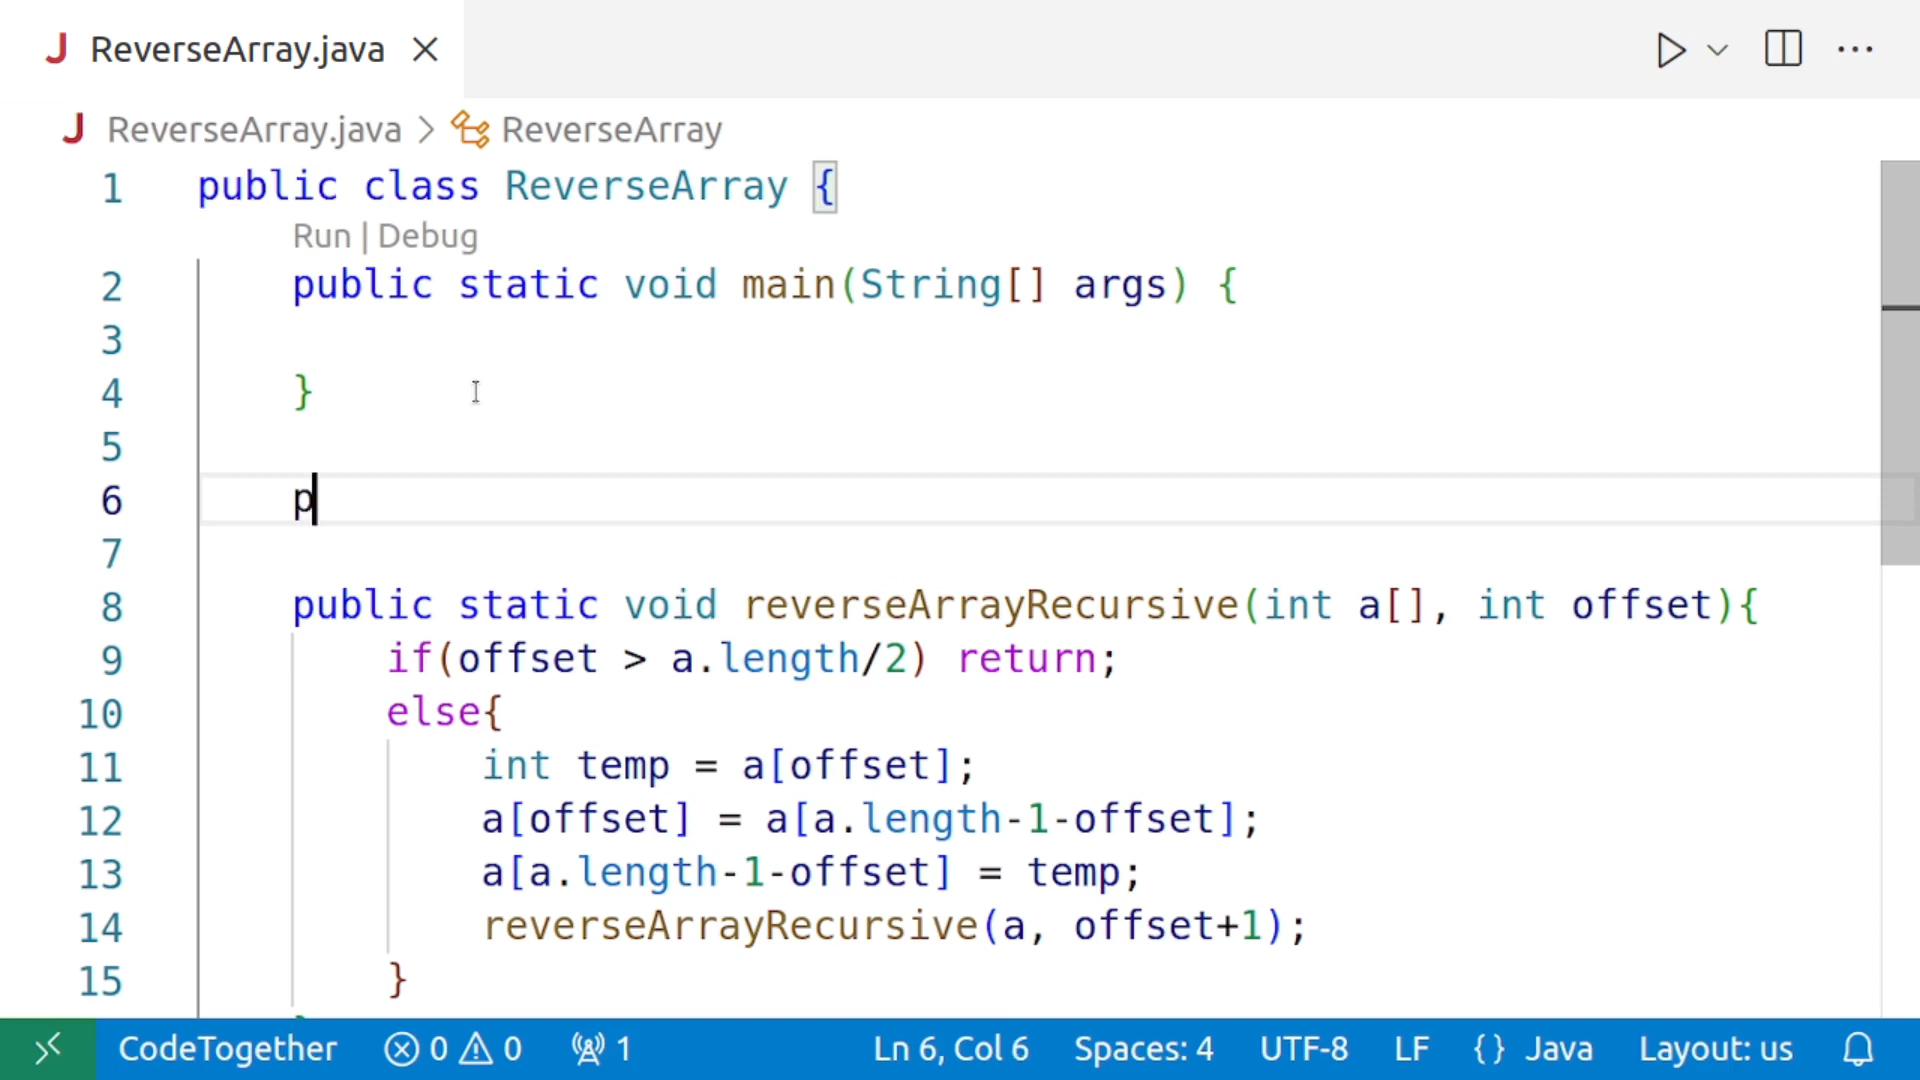 J ReverseArray.java
J ReverseArray.java > ReverseArray
1 public class ReverseArray {
Run | Debug
2 public static void main(String[] args) {
3
4 }
5
6 p
7
8 public static void reverseArrayRecursive(int a[], int offset){
9 if(offset > a.length/2) return;
10 else{
11 int temp = a[offset];
12 a[offset] = a[a.length-1-offset];
13 a[a.length-1-offset] = temp;
14 reverseArrayRecursive(a, offset+1);
15 }
CodeTogether 0 0 1 Ln 6, Col 6 Spaces: 4 UTF-8 LF {} Java Layout: us